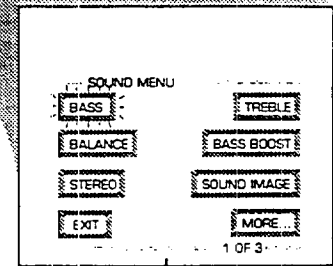 SOUND MENU
BASS TREBLE
BALANCE BASS BOOST
STEREO SOUND IMAGE
EXIT MORE...
1 OF 3